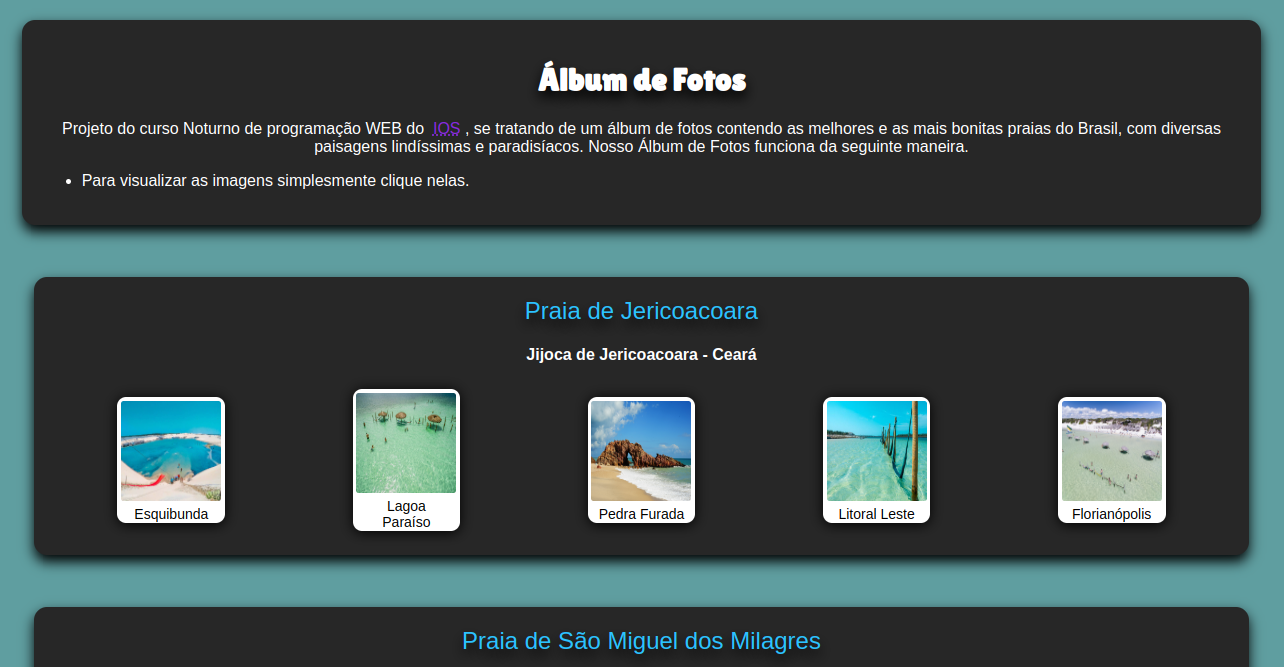 Álbum de Fotos
Projeto do curso Noturno de programação WEB do IOS , se tratando de um álbum de fotos contendo as melhores e as mais bonitas praias do Brasil, com diversas
paisagens lindíssimas e paradisíacos. Nosso Álbum de Fotos funciona da seguinte maneira.
• Para visualizar as imagens simplesmente clique nelas.
Praia de Jericoacoara
Jijoca de Jericoacoara - Ceará
Esquibunda
Lagoa
Paraíso
Pedra Furada
Litoral Leste
Florianópolis
Praia de São Miguel dos Milagres